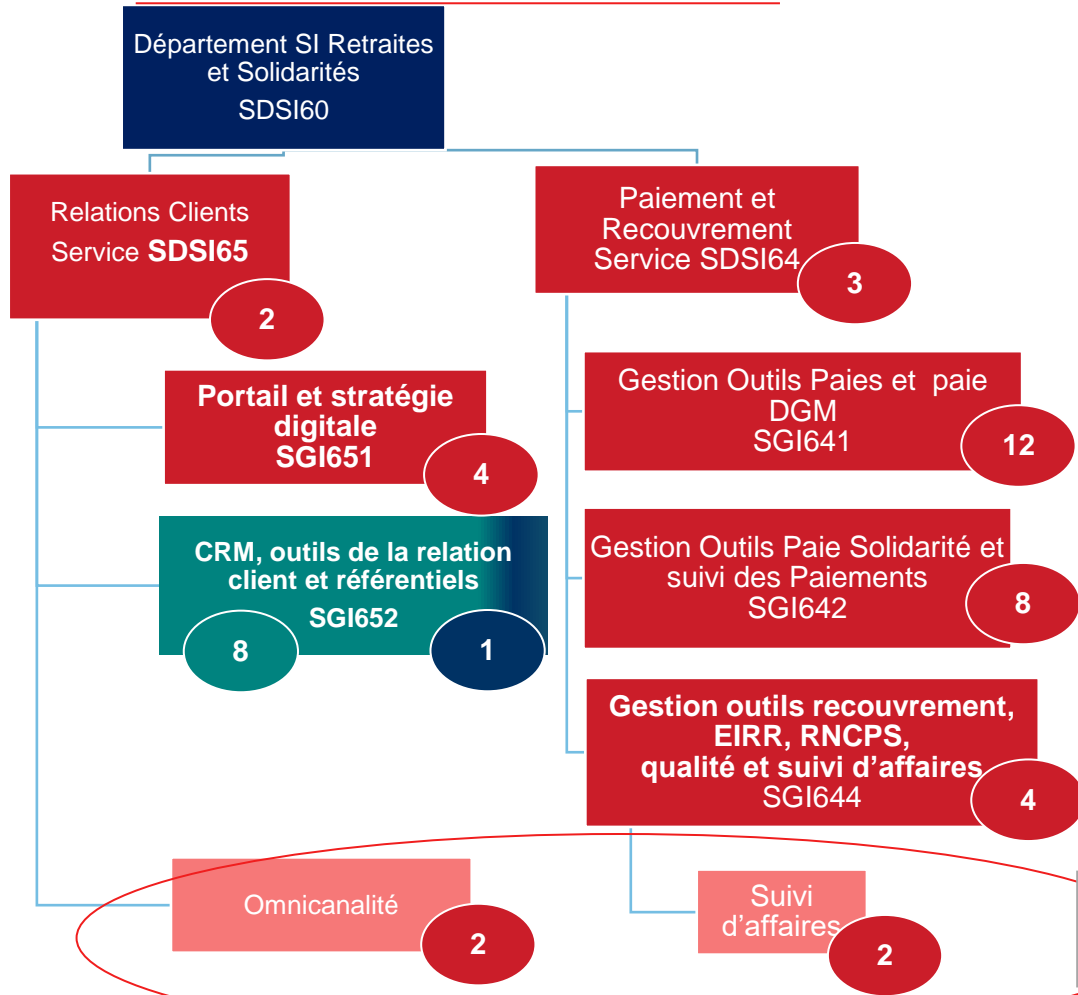 Département SI Retraites
et Solidarités
SDSI60
Relations Clients
Service SDSI65
2
Paiement et
Recouvrement
Service SDSI64
3
Portail et stratégie
digitale
SGI651
4
Gestion Outils Paies et paie
DGM
SGI641
12
CRM, outils de la relation
client et référentiels
SGI652
8
1
Gestion Outils Paie Solidarité et
suivi des Paiements
SGI642
8
Gestion outils recouvrement,
EIRR, RNCPS,
qualité et suivi d’affaires
SGI644
4
Omnicanalité
2
Suivi
d’affaires
2